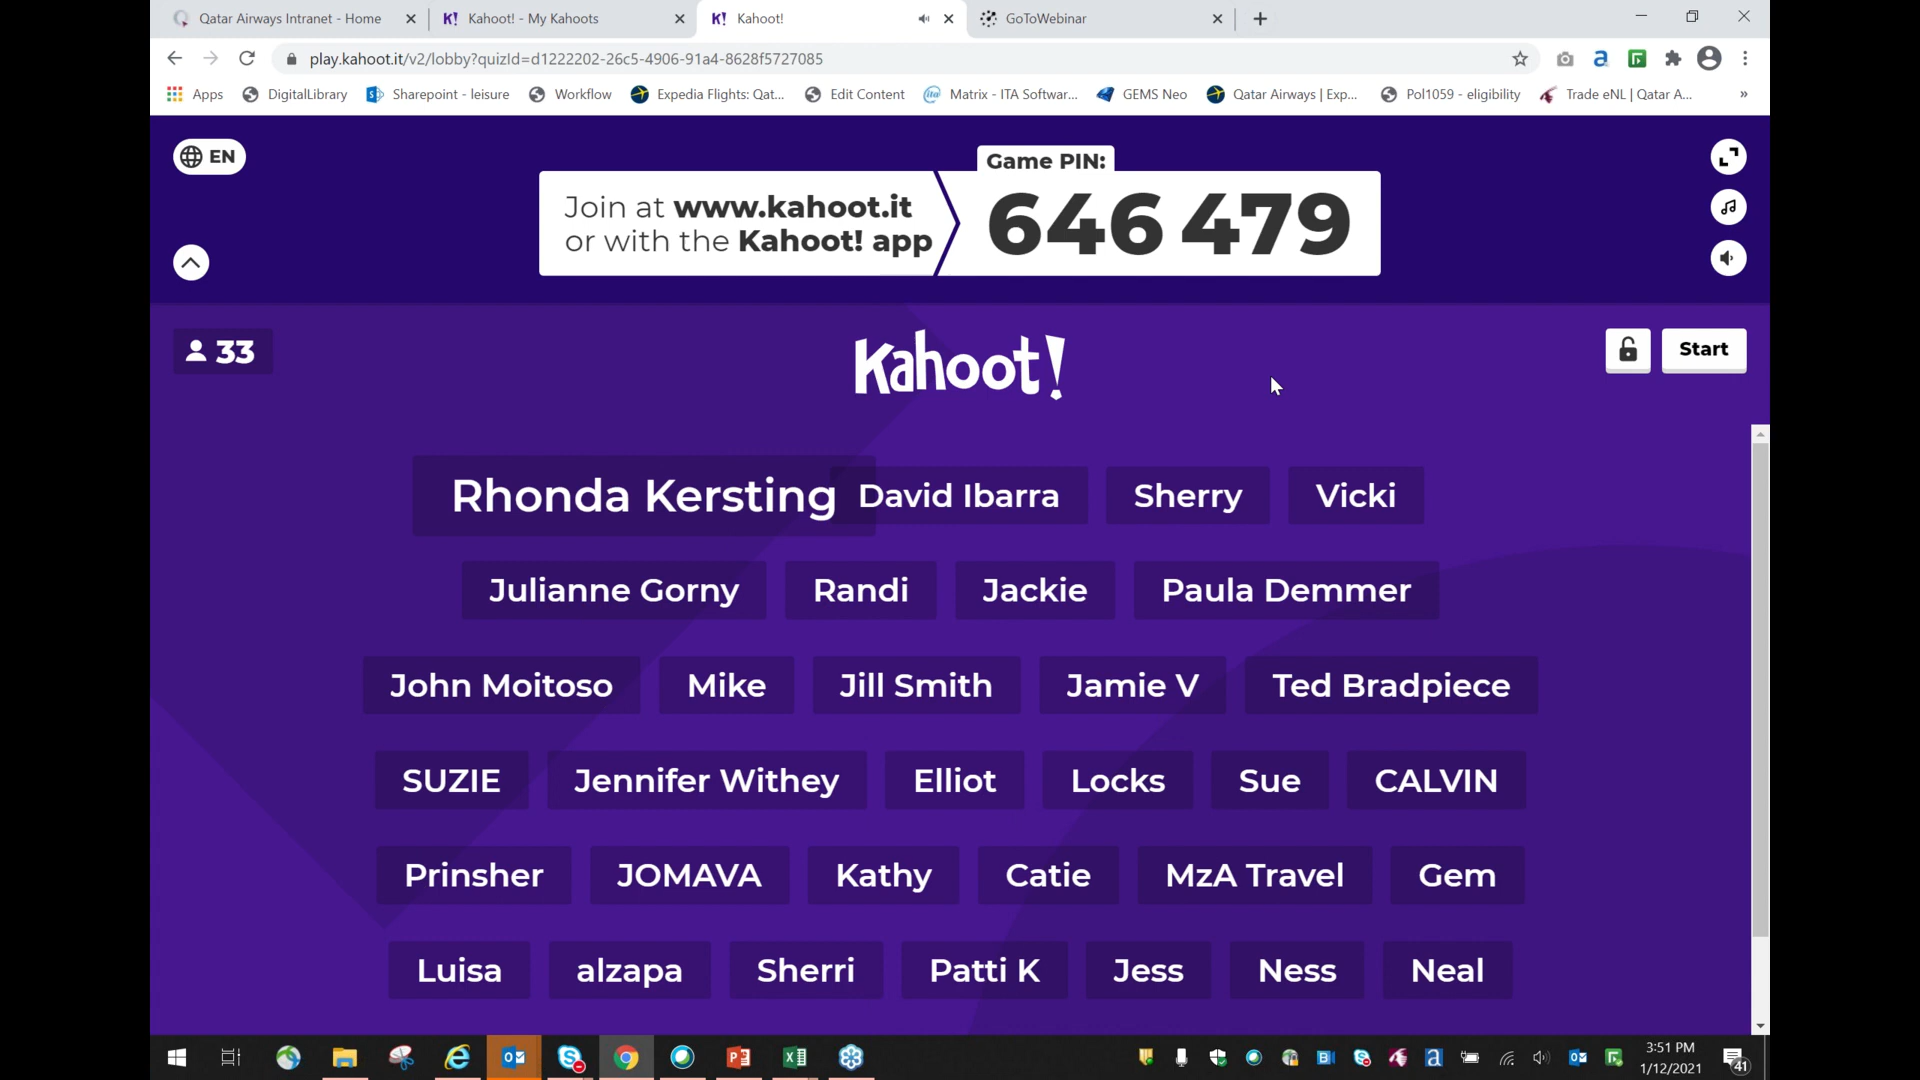 Qatar Airways Intranet - Home
Kahoot! - My Kahoots
Kahoot!
GoToWebinar
play.kahoot.it/v2/lobby?quizId=d1222202-26c5-4906-91a4-8628f5727085
Apps
DigitalLibrary
Sharepoint - leisure
Workflow
Expedia Flights: Qat...
Edit Content
Matrix - ITA Softwar...
GEMS Neo
Qatar Airways | Exp...
Pol1059 - eligibility
Trade eNL | Qatar A...
»
EN
Join at www.kahoot.it
or with the Kahoot! app
Game PIN:
646 479
33
Kahoot!
Start
Rhonda Kersting
David Ibarra
Sherry
Vicki
Julianne Gorny
Randi
Jackie
Paula Demmer
John Moitoso
Mike
Jill Smith
Jamie V
Ted Bradpiece
SUZIE
Jennifer Withey
Elliot
Locks
Sue
CALVIN
Prinsher
JOMAVA
Kathy
Catie
MzA Travel
Gem
Luisa
alzapa
Sherri
Patti K
Jess
Ness
Neal
3:51 PM
1/12/2021
41